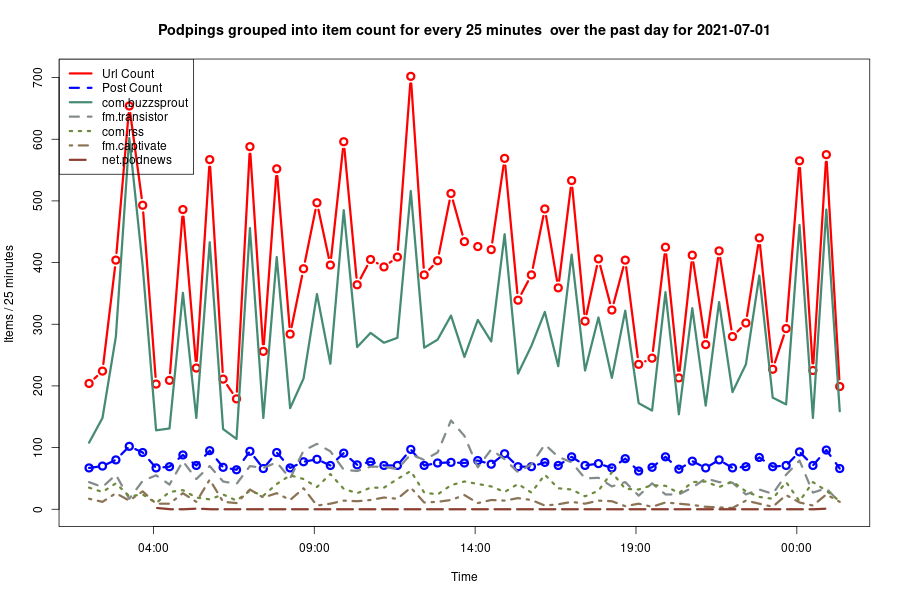 Podpings grouped into item count for every 25 minutes  over the past day for 2021-07-01
Url Count
Post Count
com.buzzsprout
fm.transistor
com.rss
fm.captivate
net.podnews
700
600
500
400
300
200
100
0
Items / 25 minutes
04:00 09:00 14:00 19:00 00:00
Time